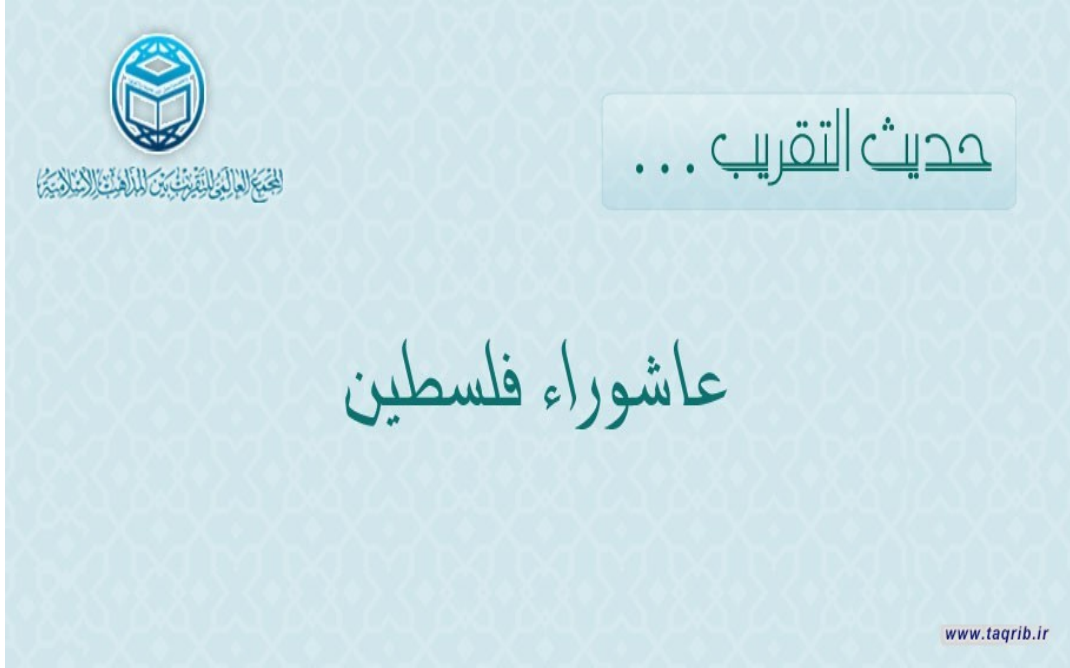 حديث التقريب ...
المجمع العالمي للتقريب بين المذاهب الإسلامية
عاشوراء فلسطين
www.taqrib.ir